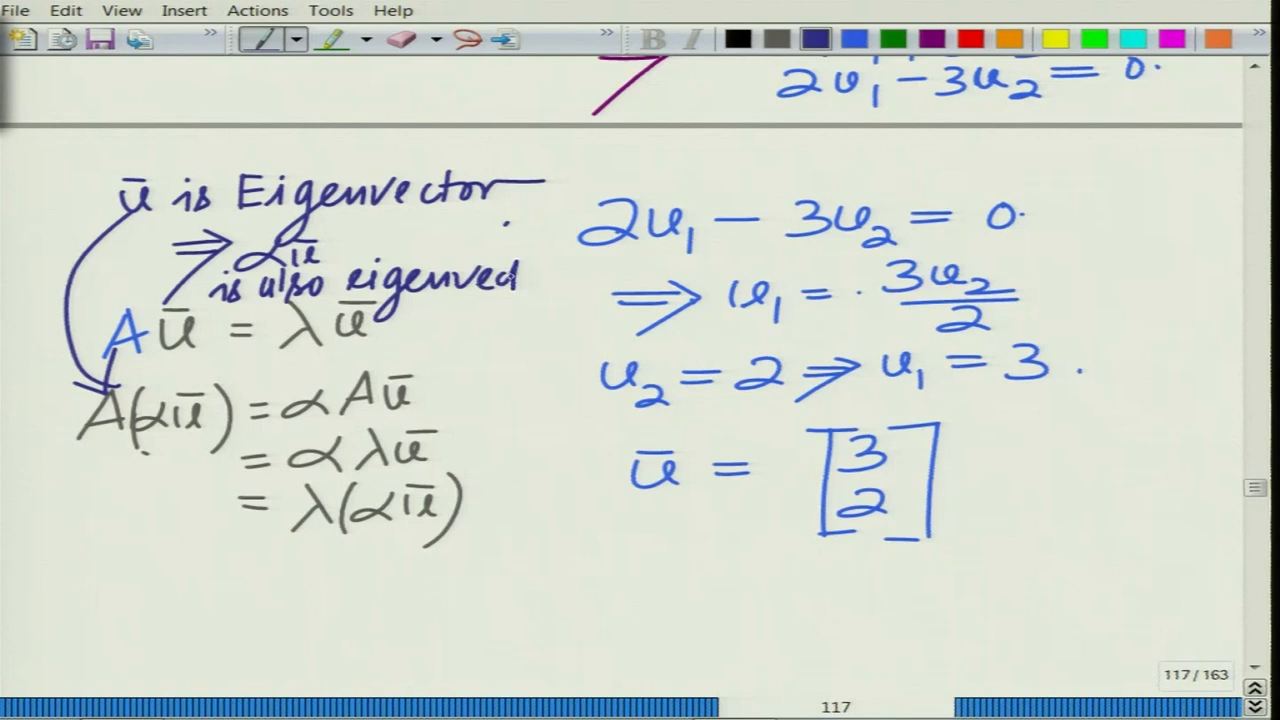 File Edit View Insert Actions Tools Help
B I
2u₁ - 3u₂ = 0.
ū is Eigenvector
⇒ αū
is also eigenvec
Aū = λū
A(αū) = αAū
= αλū
= λ(αū)
2u₁ - 3u₂ = 0.
⇒ u₁ = 3u₂/2
u₂ = 2 ⇒ u₁ = 3.
ū = [3
2]
117 / 163
117